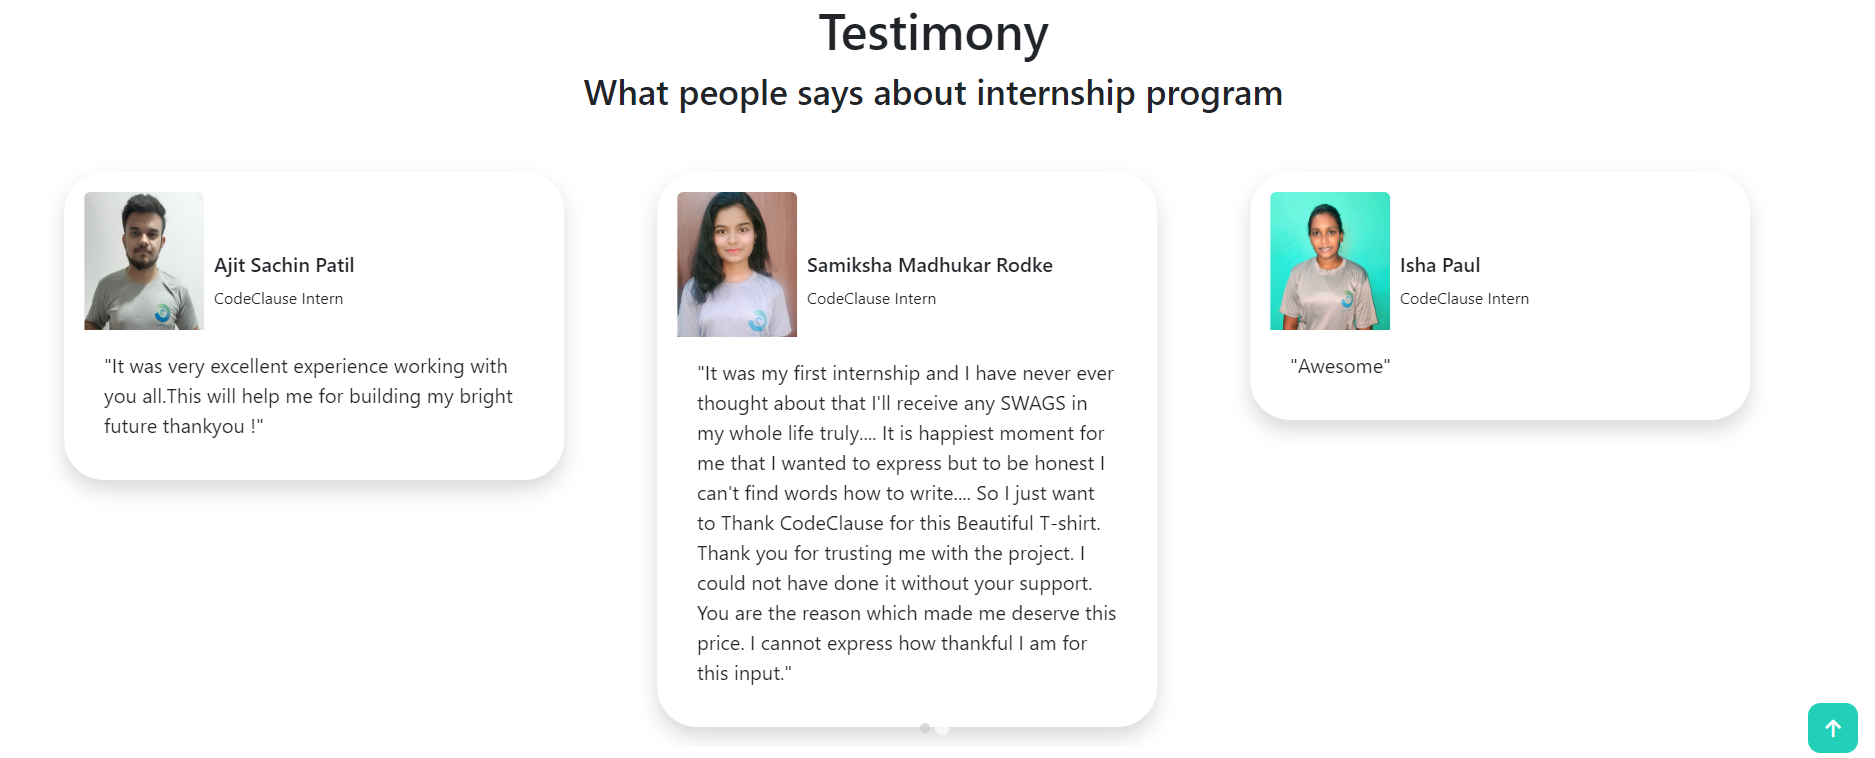 Testimony
What people says about internship program
Ajit Sachin Patil
CodeClause Intern
"It was very excellent experience working with
you all.This will help me for building my bright
future thankyou !"
Samiksha Madhukar Rodke
CodeClause Intern
"It was my first internship and I have never ever
thought about that I'll receive any SWAGS in
my whole life truly.... It is happiest moment for
me that I wanted to express but to be honest I
can't find words how to write.... So I just want
to Thank CodeClause for this Beautiful T-shirt.
Thank you for trusting me with the project. I
could not have done it without your support.
You are the reason which made me deserve this
price. I cannot express how thankful I am for
this input."
Isha Paul
CodeClause Intern
"Awesome"